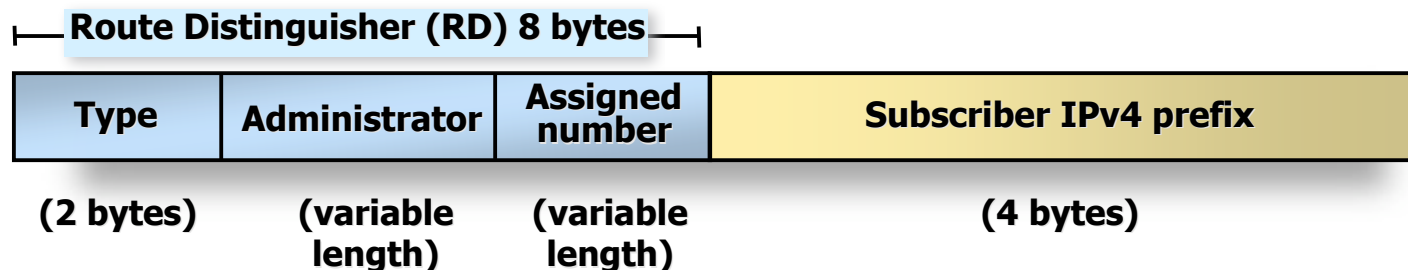 Route Distinguisher (RD) 8 bytes
Type
Administrator
Assigned
number
Subscriber IPv4 prefix
(2 bytes)
(variable
length)
(variable
length)
(4 bytes)